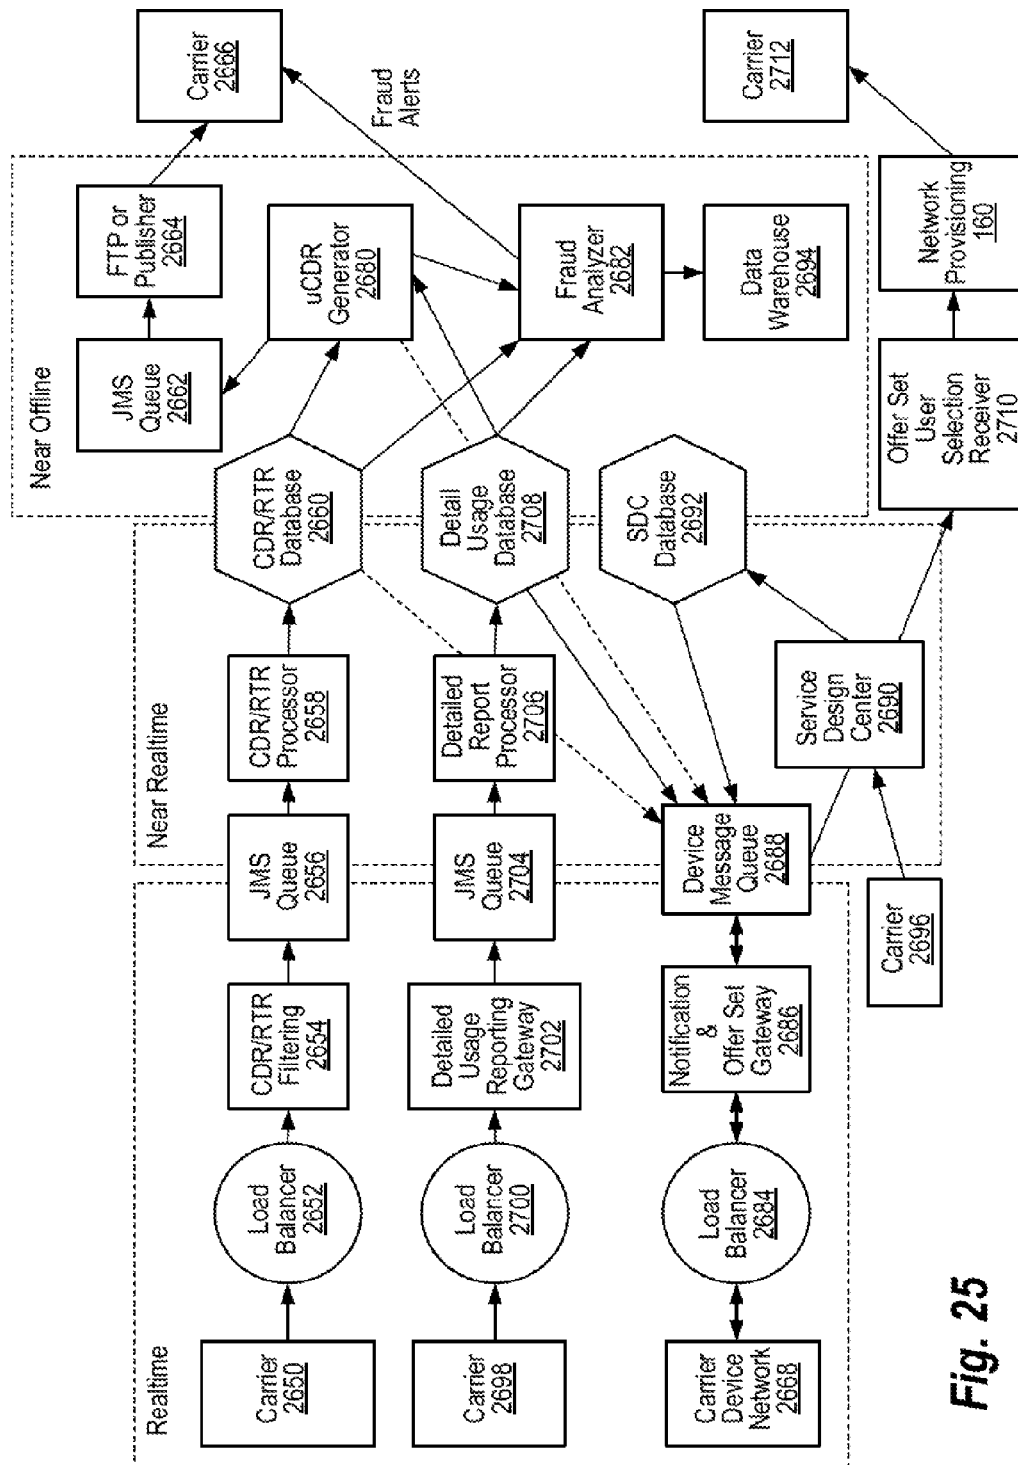 Realtime
Near Realtime
Near Offline
Carrier
2650
Load
Balancer
2652
CDR/RTR
Filtering
2654
JMS
Queue
2656
CDR/RTR
Processor
2658
CDR/RTR
Database
2660
JMS
Queue
2662
FTP or
Publisher
2664
Carrier
2666
uCDR
Generator
2680
Fraud
Alerts
Carrier
2698
Load
Balancer
2700
Detailed
Usage
Reporting
Gateway
2702
JMS
Queue
2704
Detailed
Report
Processor
2706
Detail
Usage
Database
2708
Fraud
Analyzer
2682
Data
Warehouse
2694
Carrier
Device
Network
2668
Load
Balancer
2684
Notification
&
Offer Set
Gateway
2686
Device
Message
Queue
2688
SDC
Database
2692
Service
Design
Center
2690
Carrier
2696
Offer Set
User
Selection
Receiver
2710
Network
Provisioning
160
Carrier
2712
Fig. 25